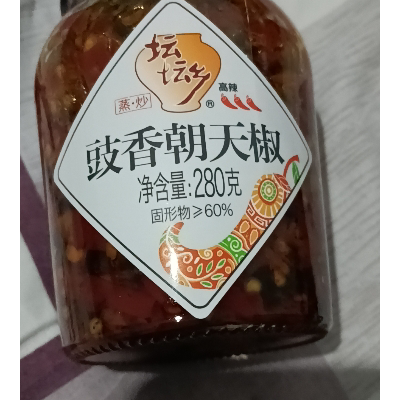 坛坛乡®
高辣
蒸·炒
豉香朝天椒
净含量:280克
固形物≥60%